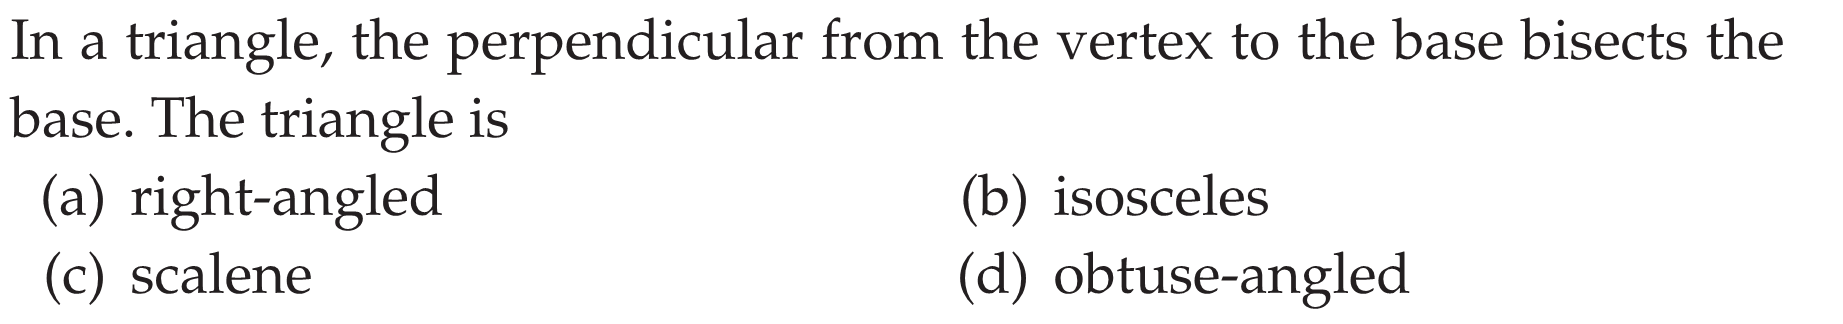 In a triangle, the perpendicular from the vertex to the base bisects the
base. The triangle is
(a) right-angled (b) isosceles
(c) scalene (d) obtuse-angled